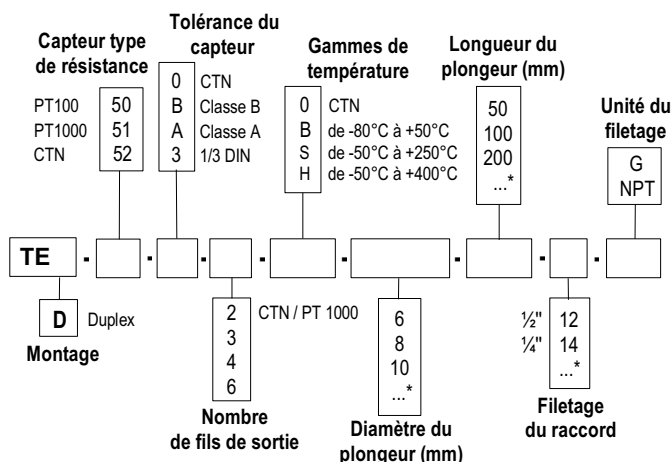 Capteur type
de résistance
PT100 50
PT1000 51
CTN 52
Tolérance du
capteur
0 CTN
B Classe B
A Classe A
3 1/3 DIN
Gammes de
température
0 CTN
B de -80°C à +50°C
S de -50°C à +250°C
H de -50°C à +400°C
Longueur du
plongeur (mm)
50
100
200
...*
Unité du
filetage
G
NPT
TE - - - - - - - -
D Duplex
Montage
2 CTN / PT 1000
3
4
6
Nombre
de fils de sortie
6
8
10
...*
Diamètre du
plongeur (mm)
½" 12
¼" 14
...*
Filetage
du raccord